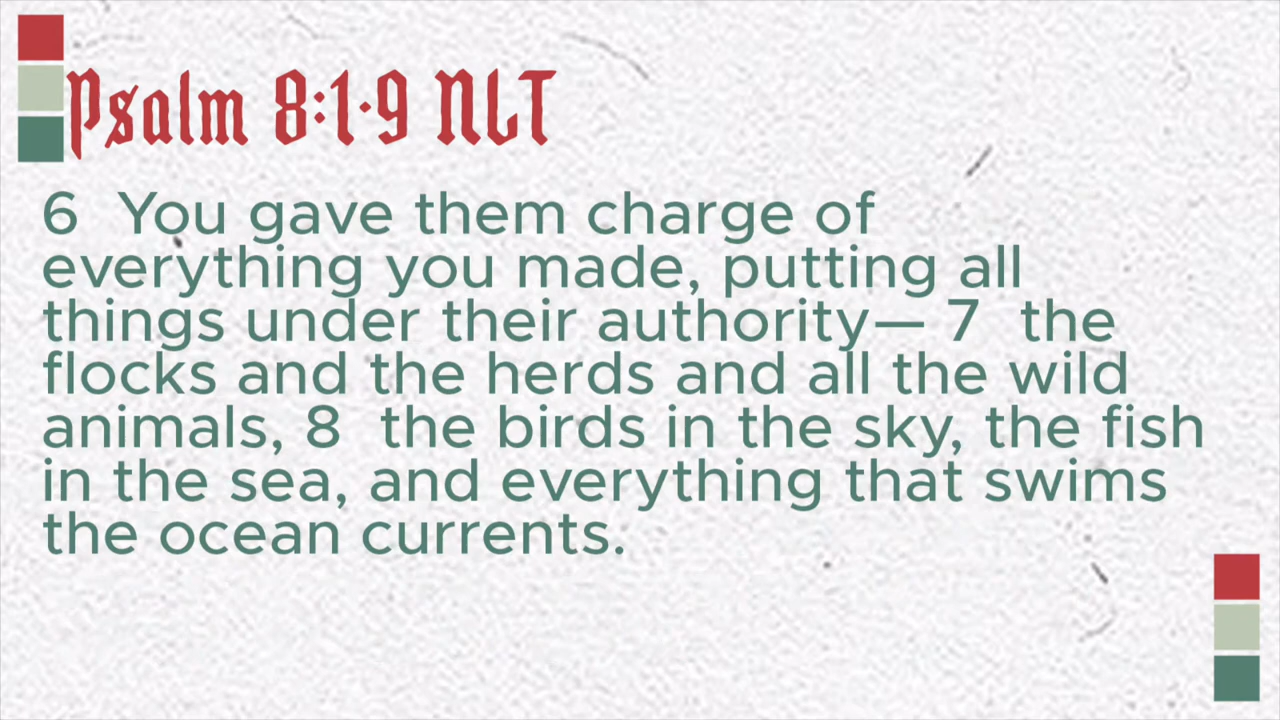 Psalm 8:1-9 NLT
6 You gave them charge of
everything you made, putting all
things under their authority— 7 the
flocks and the herds and all the wild
animals, 8 the birds in the sky, the fish
in the sea, and everything that swims
the ocean currents.